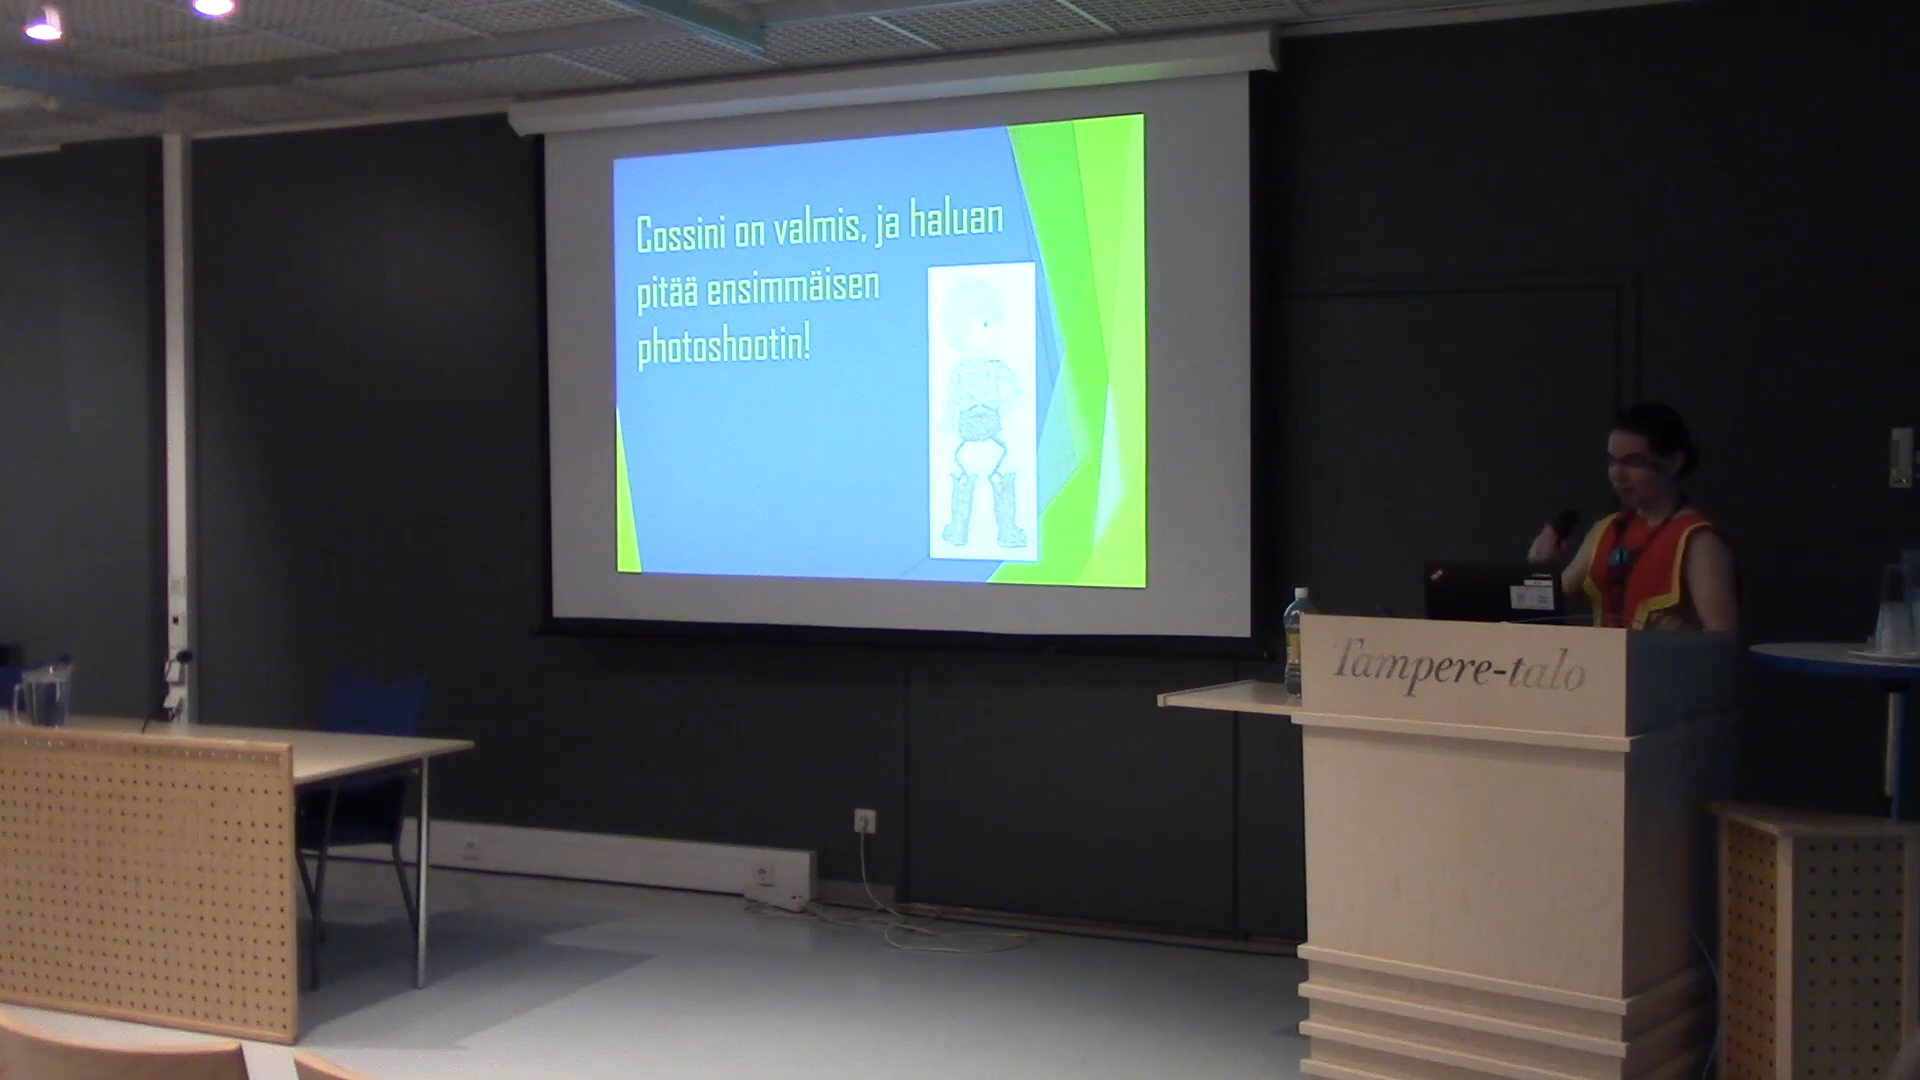 Cossini on valmis, ja haluan
pitää ensimmäisen
photoshootin!
Tampere-talo